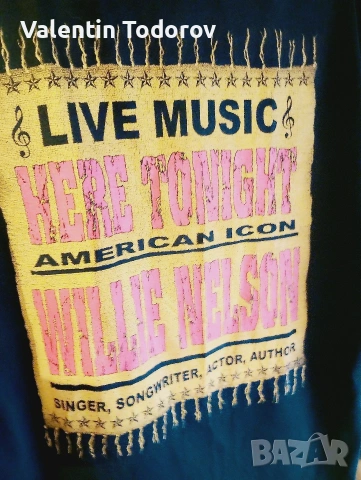 Valentin Todorov
LIVE MUSIC
HERE TONIGHT
AMERICAN ICON
WILLIE NELSON
SINGER, SONGWRITER, ACTOR, AUTHOR
BAZAR